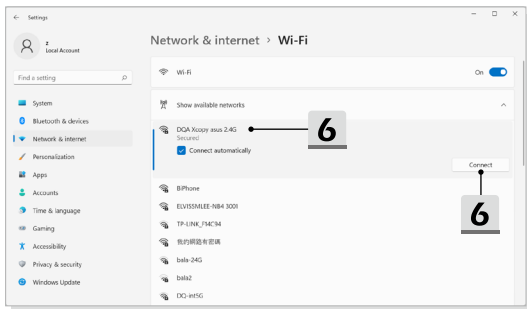 Settings
z
Local Account
Find a setting
System
Bluetooth & devices
Network & internet
Personalization
Apps
Accounts
Time & language
Gaming
Accessibility
Privacy & security
Windows Update
Network & internet > Wi-Fi
Wi-Fi
On
Show available networks
DQA Xcopy asus 2.4G
Secured
Connect automatically
6
Connect
6
BiPhone
ELVISSMLEE-NB4 3001
TP-LINK_F14C94
我的網路有密碼
bala-24G
bala2
DQ-int5G